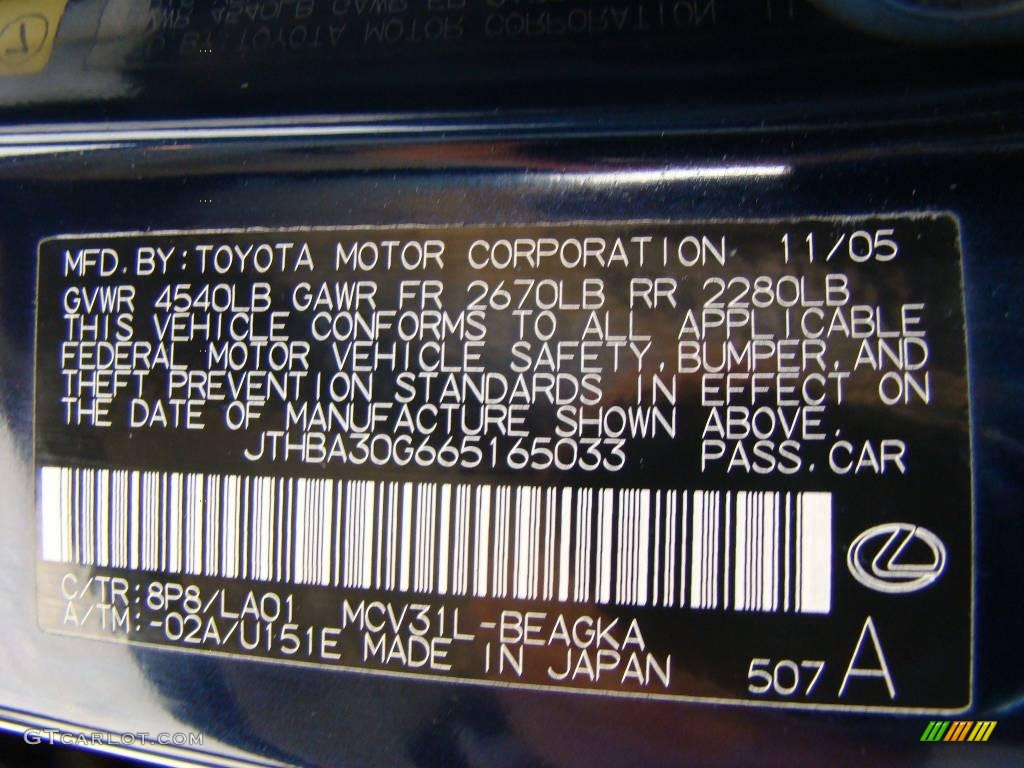 MFD.BY:TOYOTA MOTOR CORPORATION 11/05
GVWR 4540LB GAWR FR 2670LB RR 2280LB
THIS VEHICLE CONFORMS TO ALL APPLICABLE
FEDERAL MOTOR VEHICLE SAFETY, BUMPER, AND
THEFT PREVENTION STANDARDS IN EFFECT ON
THE DATE OF MANUFACTURE SHOWN ABOVE.
JTHBA30G665165033 PASS.CAR
C/TR:8P8/LA01 MCV31L-BEAGKA
A/TM:-02A/U151E MADE IN JAPAN
507 A
GTCarLot.com